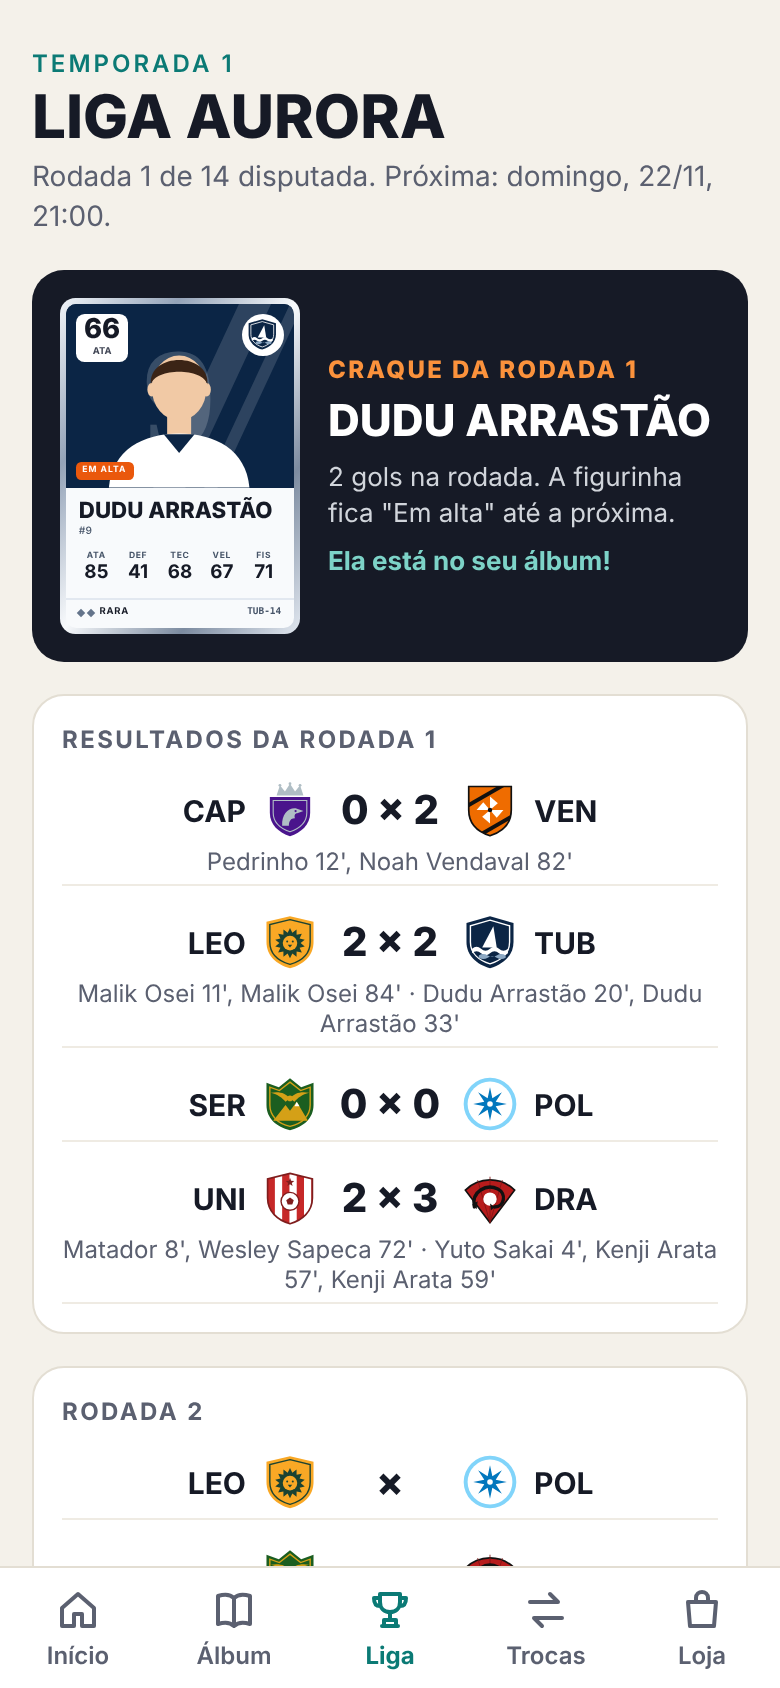 TEMPORADA 1
LIGA AURORA
Rodada 1 de 14 disputada. Próxima: domingo, 22/11,
21:00.
66
ATA
EM ALTA
DUDU ARRASTÃO
#9
ATA DEF TEC VEL FIS
85 41 68 67 71
RARA TUB-14
CRAQUE DA RODADA 1
DUDU ARRASTÃO
2 gols na rodada. A figurinha
fica "Em alta" até a próxima.
Ela está no seu álbum!
RESULTADOS DA RODADA 1
CAP 0 × 2 VEN
Pedrinho 12', Noah Vendaval 82'
LEO 2 × 2 TUB
Malik Osei 11', Malik Osei 84' · Dudu Arrastão 20', Dudu
Arrastão 33'
SER 0 × 0 POL
UNI 2 × 3 DRA
Matador 8', Wesley Sapeca 72' · Yuto Sakai 4', Kenji Arata
57', Kenji Arata 59'
RODADA 2
LEO × POL
Início Álbum Liga Trocas Loja